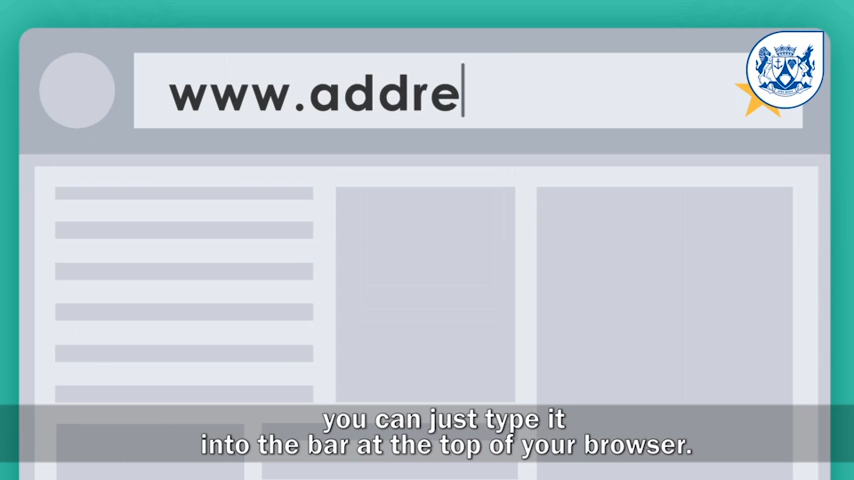 www.addre
you can just type it
into the bar at the top of your browser.